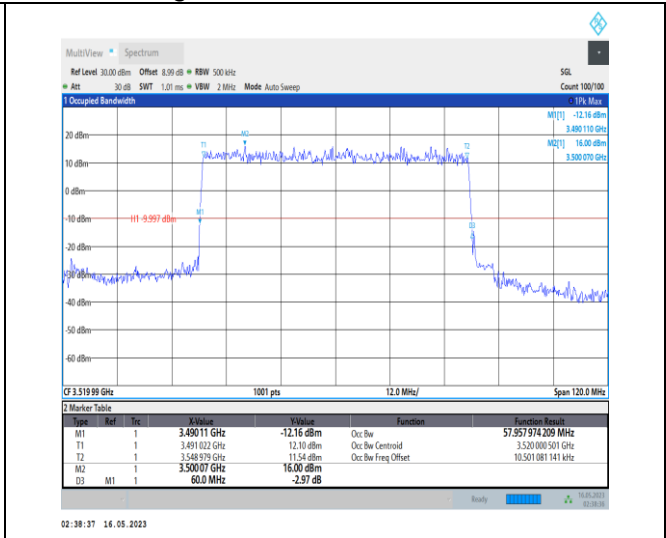 MultiView Spectrum
Ref Level 30.00 dBm Offset 8.99 dB RBW 500 kHz SGL
Att 30 dB SWT 1.01 ms VBW 2 MHz Mode Auto Sweep Count 100/100
1 Occupied Bandwidth 1Pk Max
M1[1] -12.16 dBm
3.490 110 GHz
20 dBm M2 M2[1] 16.00 dBm
T1 T2 3.500 070 GHz
10 dBm
0 dBm
M1
-10 dBm H1 -9.997 dBm
D3
-20 dBm
-30 dBm
-40 dBm
-50 dBm
-60 dBm
CF 3.519 99 GHz 1001 pts 12.0 MHz/ Span 120.0 MHz
2 Marker Table
Type Ref Trc X-Value Y-Value Function Function Result
M1 1 3.49011 GHz -12.16 dBm Occ Bw 57.957 974 209 MHz
T1 1 3.491 022 GHz 12.10 dBm Occ Bw Centroid 3.520 000 501 GHz
T2 1 3.548 979 GHz 11.54 dBm Occ Bw Freq Offset 10.501 081 141 kHz
M2 1 3.50007 GHz 16.00 dBm
D3 M1 1 60.0 MHz -2.97 dB
Ready 16.05.2023
02:38:38
02:38:37 16.05.2023